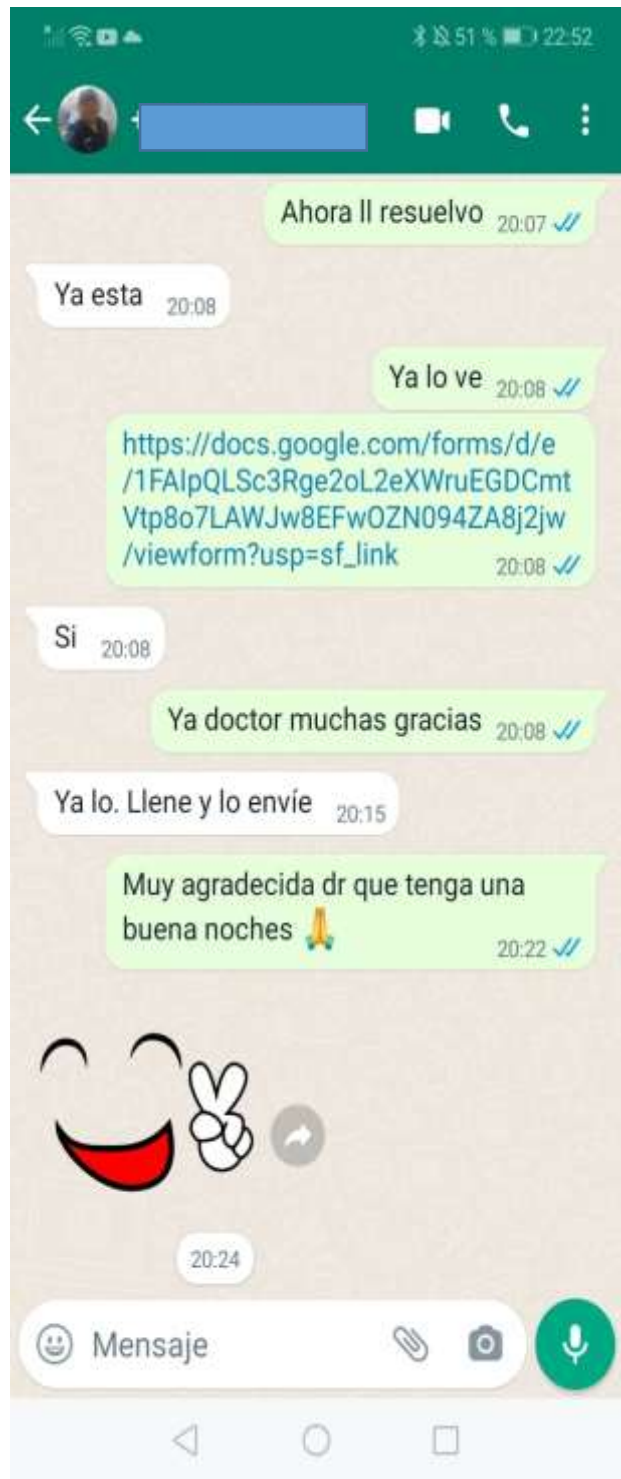 51 % 22:52
Ahora ll resuelvo 20:07
Ya esta 20:08
Ya lo ve 20:08
https://docs.google.com/forms/d/e
/1FAIpQLSc3Rge2oL2eXWruEGDCmt
Vtp8o7LAWJw8EFwOZN094ZA8j2jw
/viewform?usp=sf_link 20:08
Si 20:08
Ya doctor muchas gracias 20:08
Ya lo. Llene y lo envíe 20:15
Muy agradecida dr que tenga una
buena noches 🙏 20:22
20:24
Mensaje